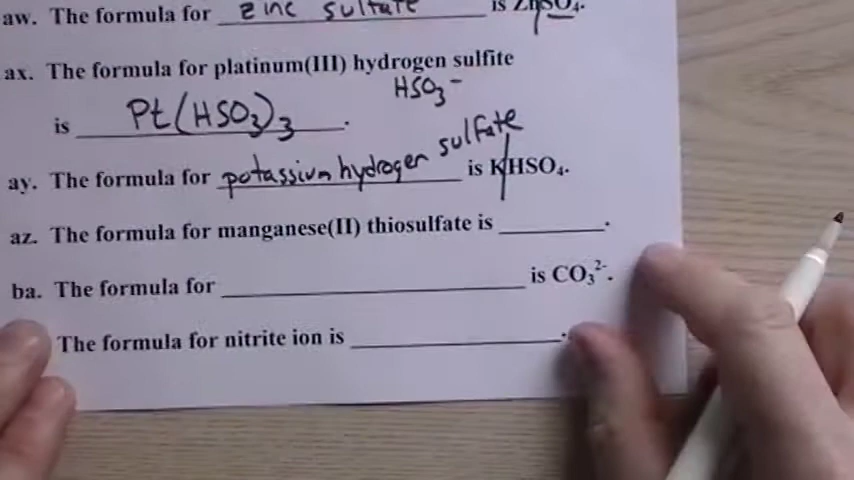 aw. The formula for zinc sulfate is ZnSO₄.
ax. The formula for platinum(III) hydrogen sulfite
HSO₃⁻
is Pt(HSO₃)₃.
ay. The formula for potassium hydrogen sulfate is KHSO₄.
az. The formula for manganese(II) thiosulfate is ________.
ba. The formula for ________ is CO₃²⁻.
The formula for nitrite ion is ________.